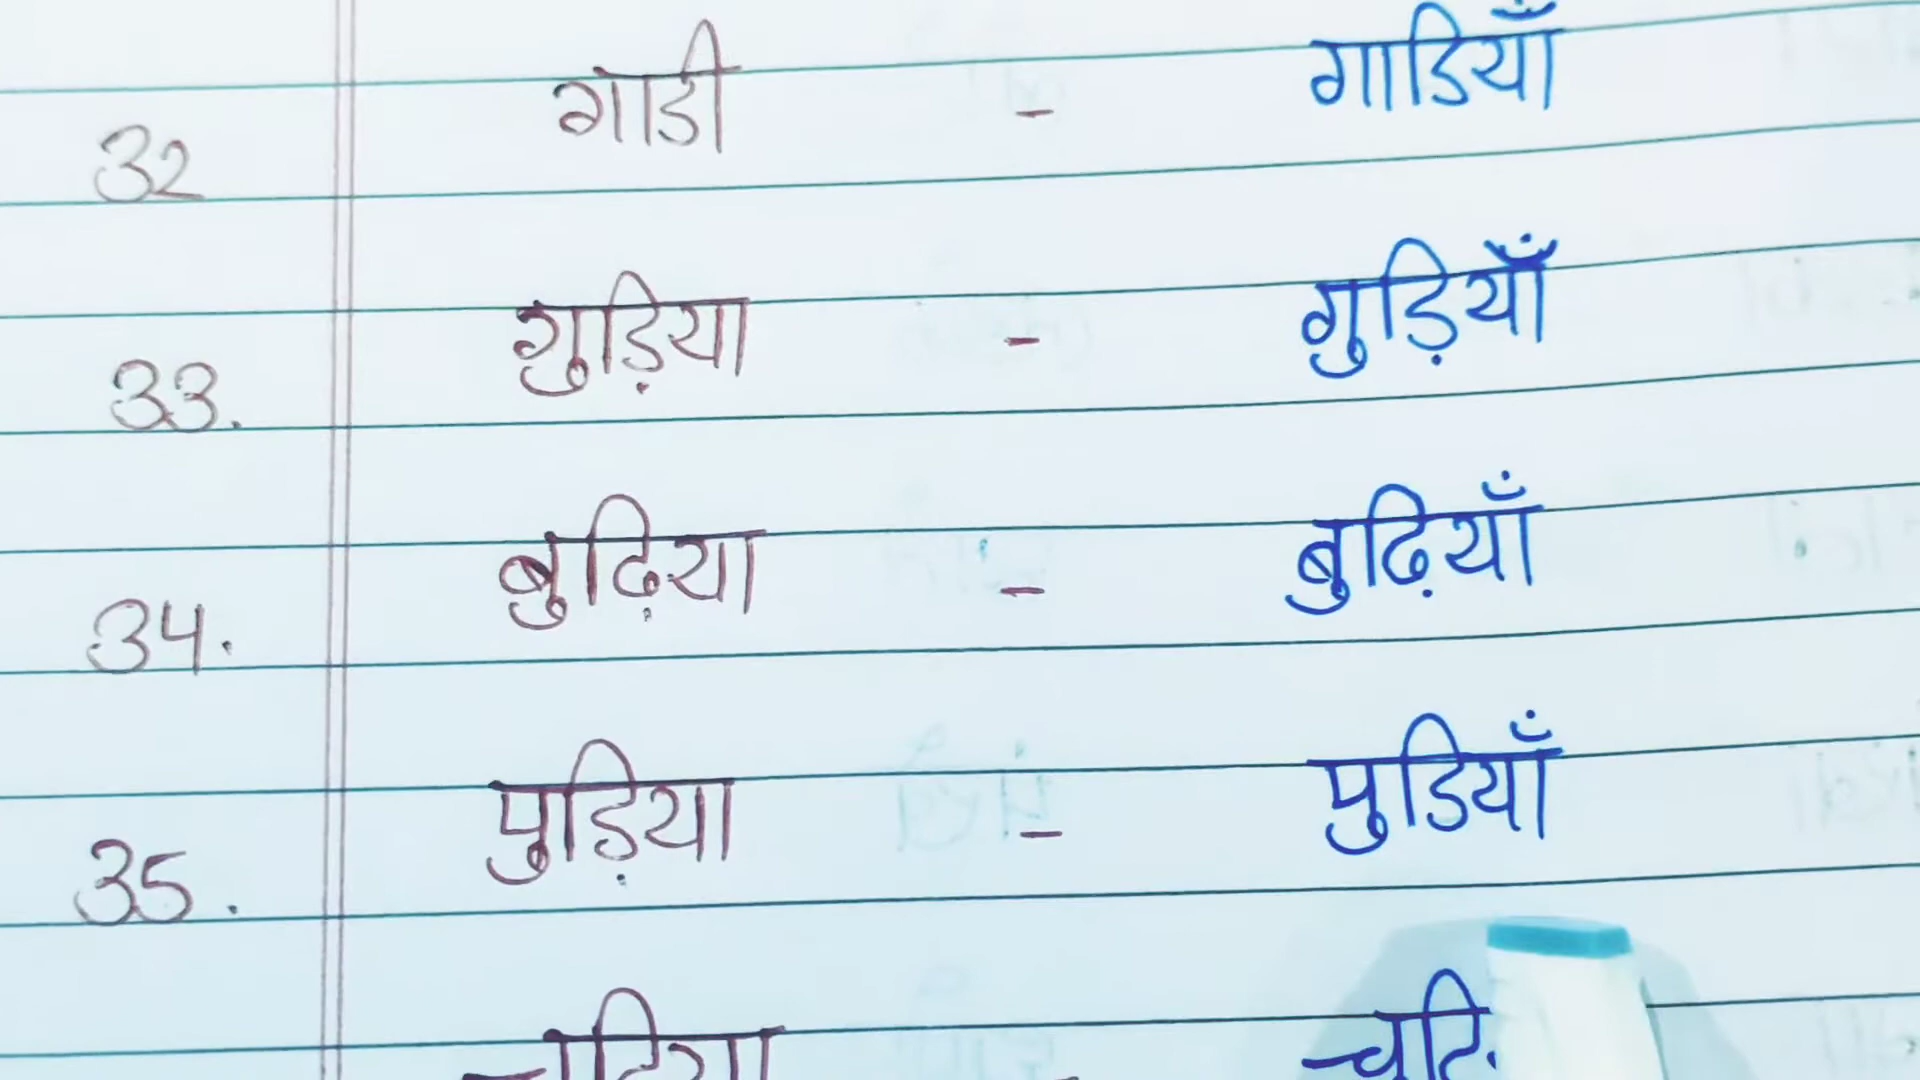 32 गाडी - गाडियाँ
33. गुड़िया - गुड़ियाँ
34. बुढ़िया - बुढ़ियाँ
35. पुड़िया - पुडियाँ